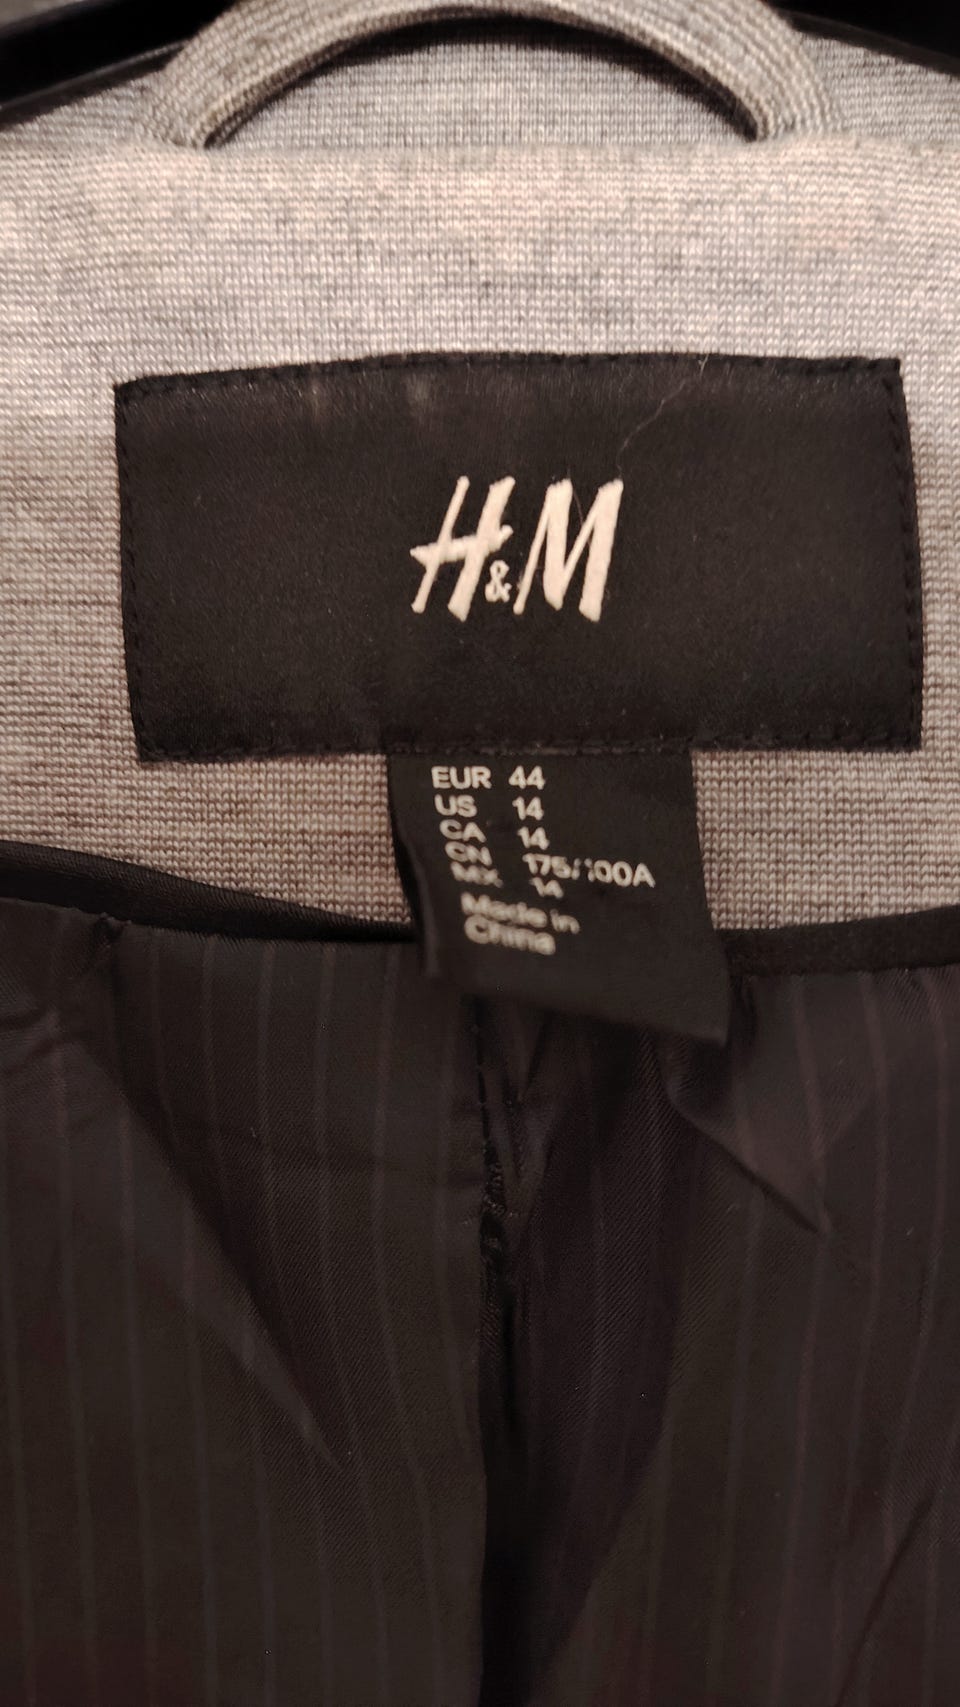 H&M
EUR 44
US 14
CA 14
CN 175/100A
MX 14
Made in
China